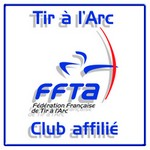 Tir à l'Arc
FFTA
Fédération Française
de Tir à l'Arc
Club affilié